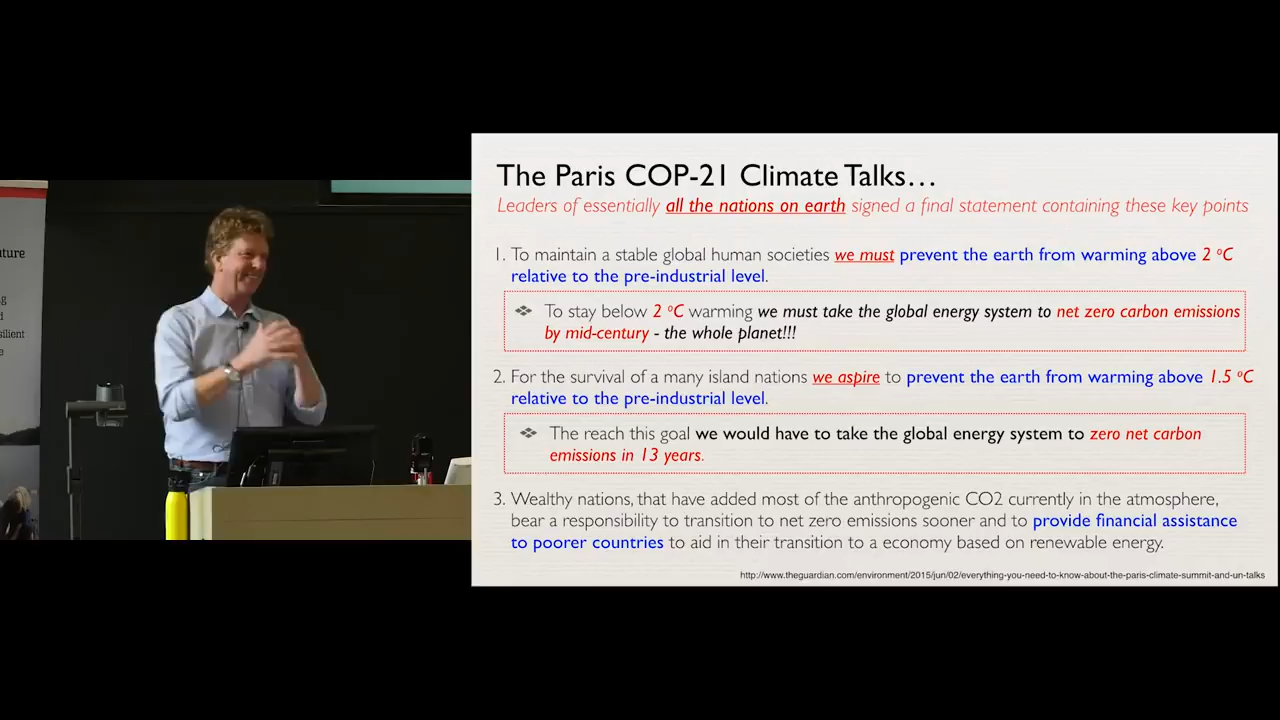 uture
ng
d
silient
e
The Paris COP-21 Climate Talks…
Leaders of essentially all the nations on earth signed a final statement containing these key points
1. To maintain a stable global human societies we must prevent the earth from warming above 2 °C
relative to the pre-industrial level.
❖ To stay below 2 °C warming we must take the global energy system to net zero carbon emissions
by mid-century - the whole planet!!!
2. For the survival of a many island nations we aspire to prevent the earth from warming above 1.5 °C
relative to the pre-industrial level.
❖ The reach this goal we would have to take the global energy system to zero net carbon
emissions in 13 years.
3. Wealthy nations, that have added most of the anthropogenic CO2 currently in the atmosphere,
bear a responsibility to transition to net zero emissions sooner and to provide financial assistance
to poorer countries to aid in their transition to a economy based on renewable energy.
http://www.theguardian.com/environment/2015/jun/02/everything-you-need-to-know-about-the-paris-climate-summit-and-un-talks